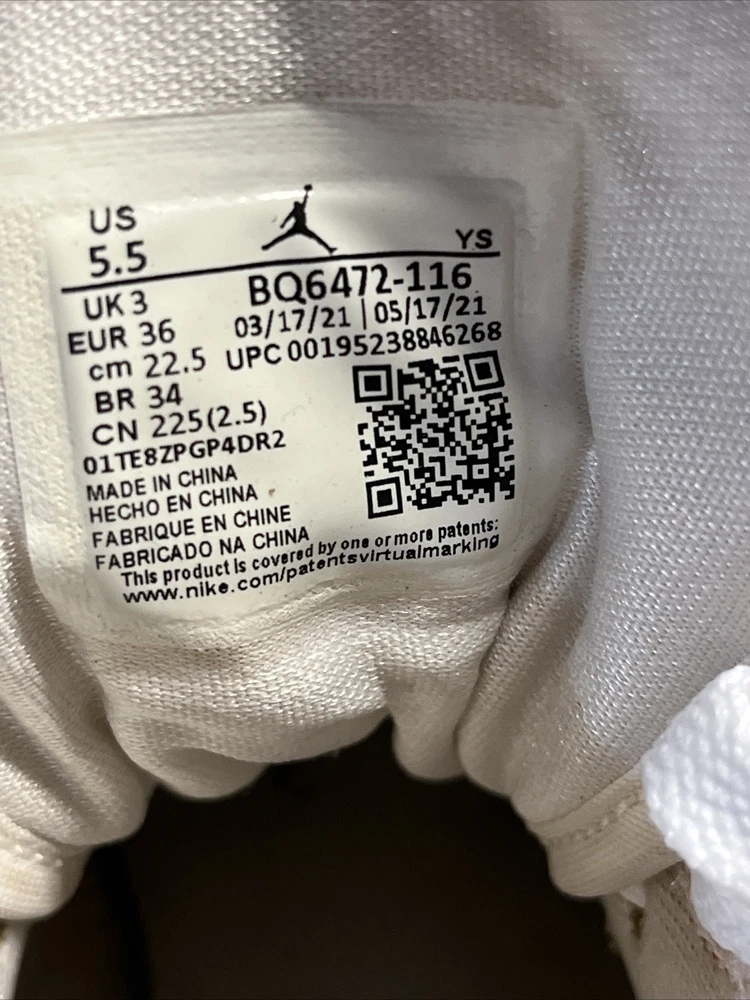 US
5.5
YS
UK 3
EUR 36
cm 22.5
BR 34
CN 225(2.5)
BQ6472-116
03/17/21 | 05/17/21
UPC 00195238846268
01TE8ZPGP4DR2
MADE IN CHINA
HECHO EN CHINA
FABRIQUE EN CHINE
FABRICADO NA CHINA
This product is covered by one or more patents:
www.nike.com/patentsvirtualmarking